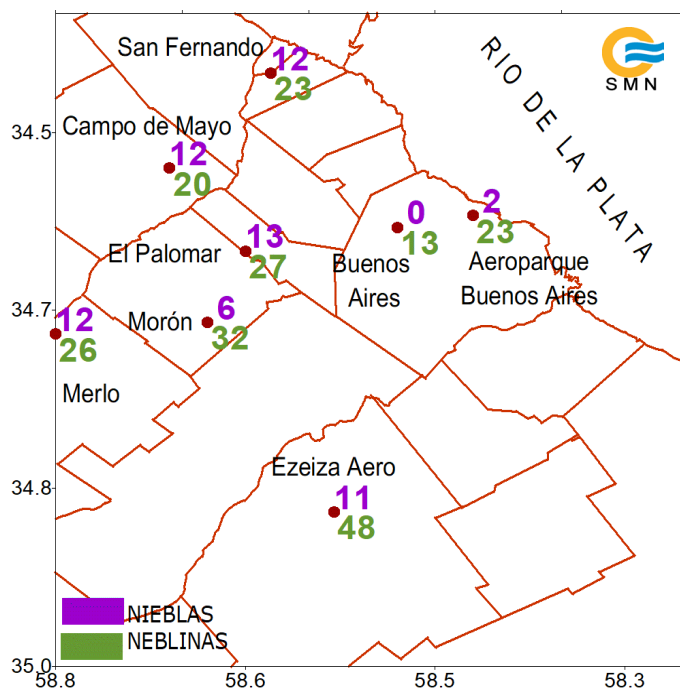 San Fernando
12
23
RIO DE LA PLATA
SMN
34.5
Campo de Mayo
12
20
0
13
2
23
El Palomar
13
27
Buenos
Aires
Aeroparque
Buenos Aires
34.7
12
26
Morón
6
32
Merlo
Ezeiza Aero
34.8
11
48
NIEBLAS
NEBLINAS
35.0
58.8
58.6
58.5
58.3